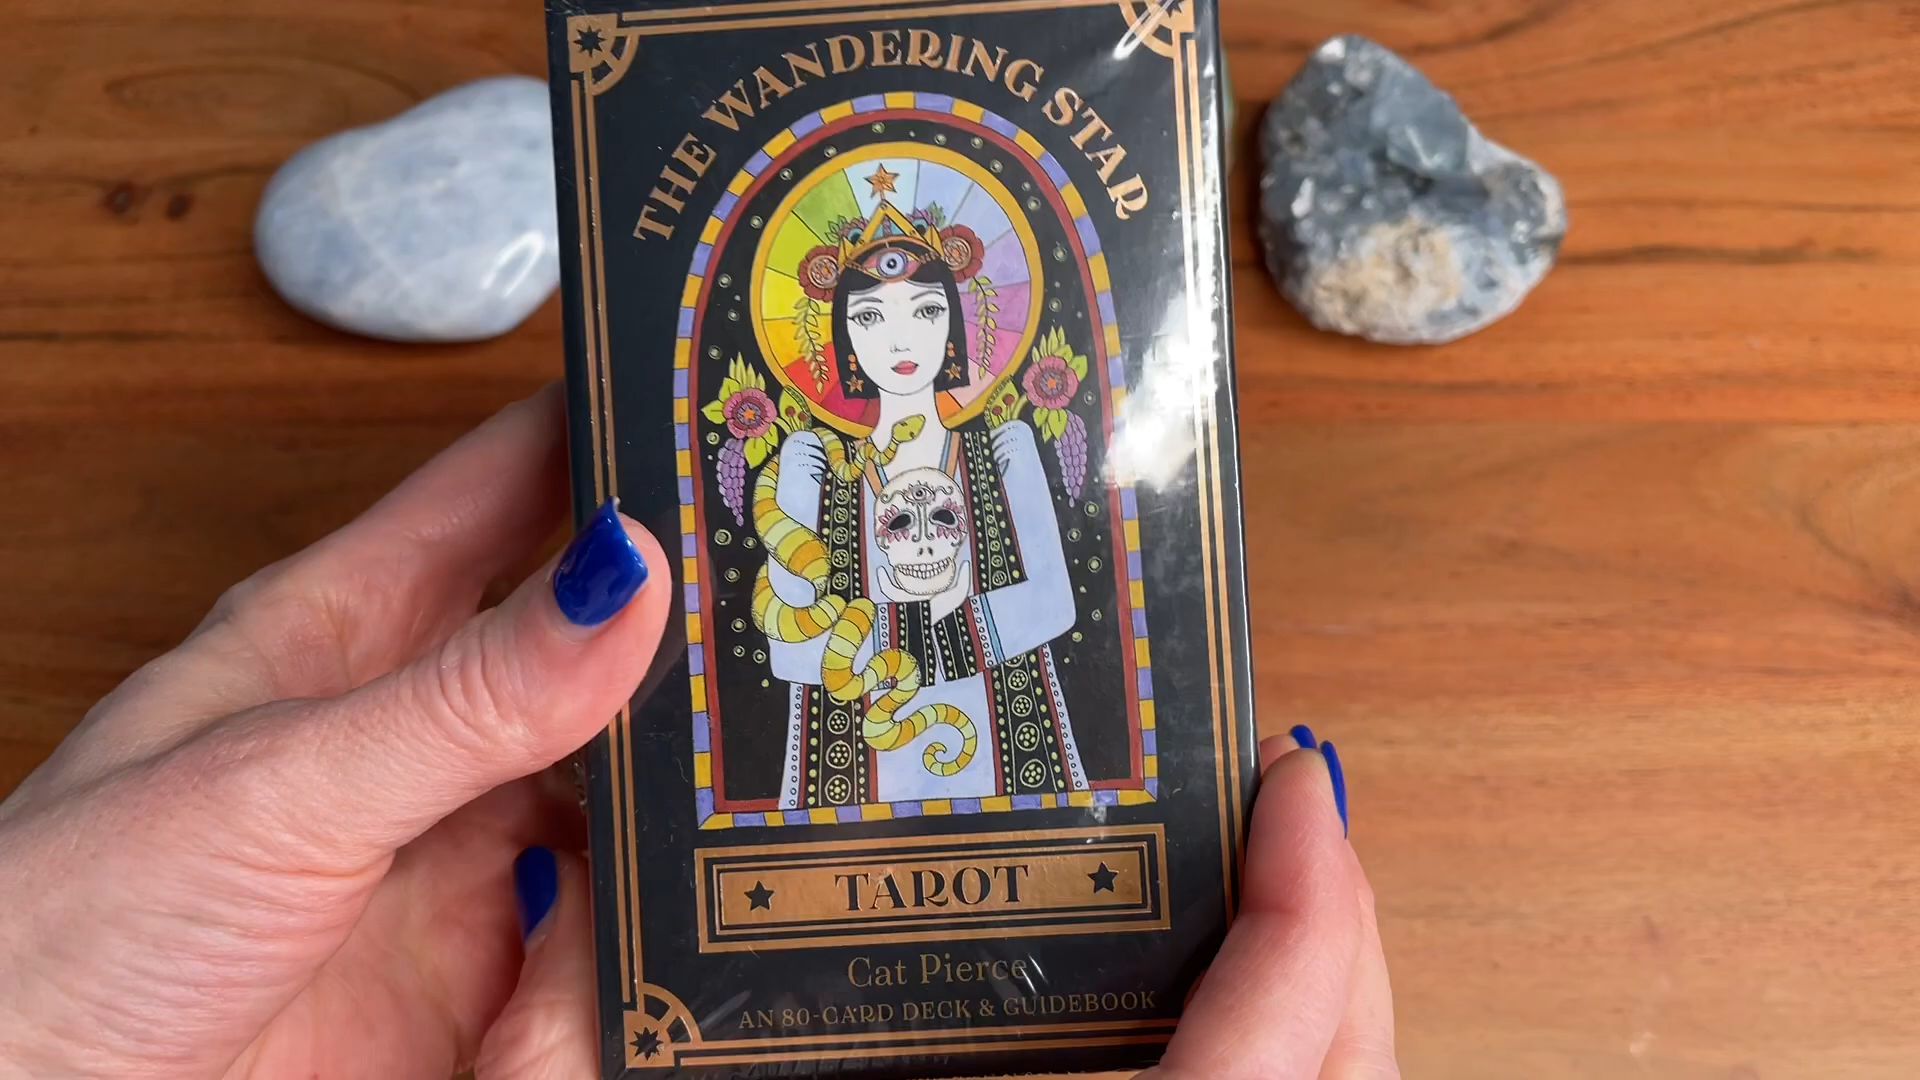 THE WANDERING STAR
TAROT
Cat Pierce
AN 80-CARD DECK & GUIDEBOOK